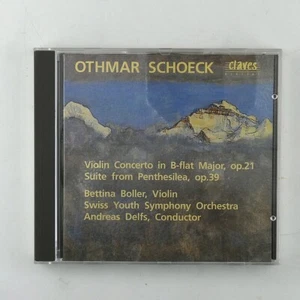 OTHMAR SCHOECK
claves
Violin Concerto in B-flat Major, op.21
Suite from Penthesilea, op.39
Bettina Boller, Violin
Swiss Youth Symphony Orchestra
Andreas Delfs, Conductor